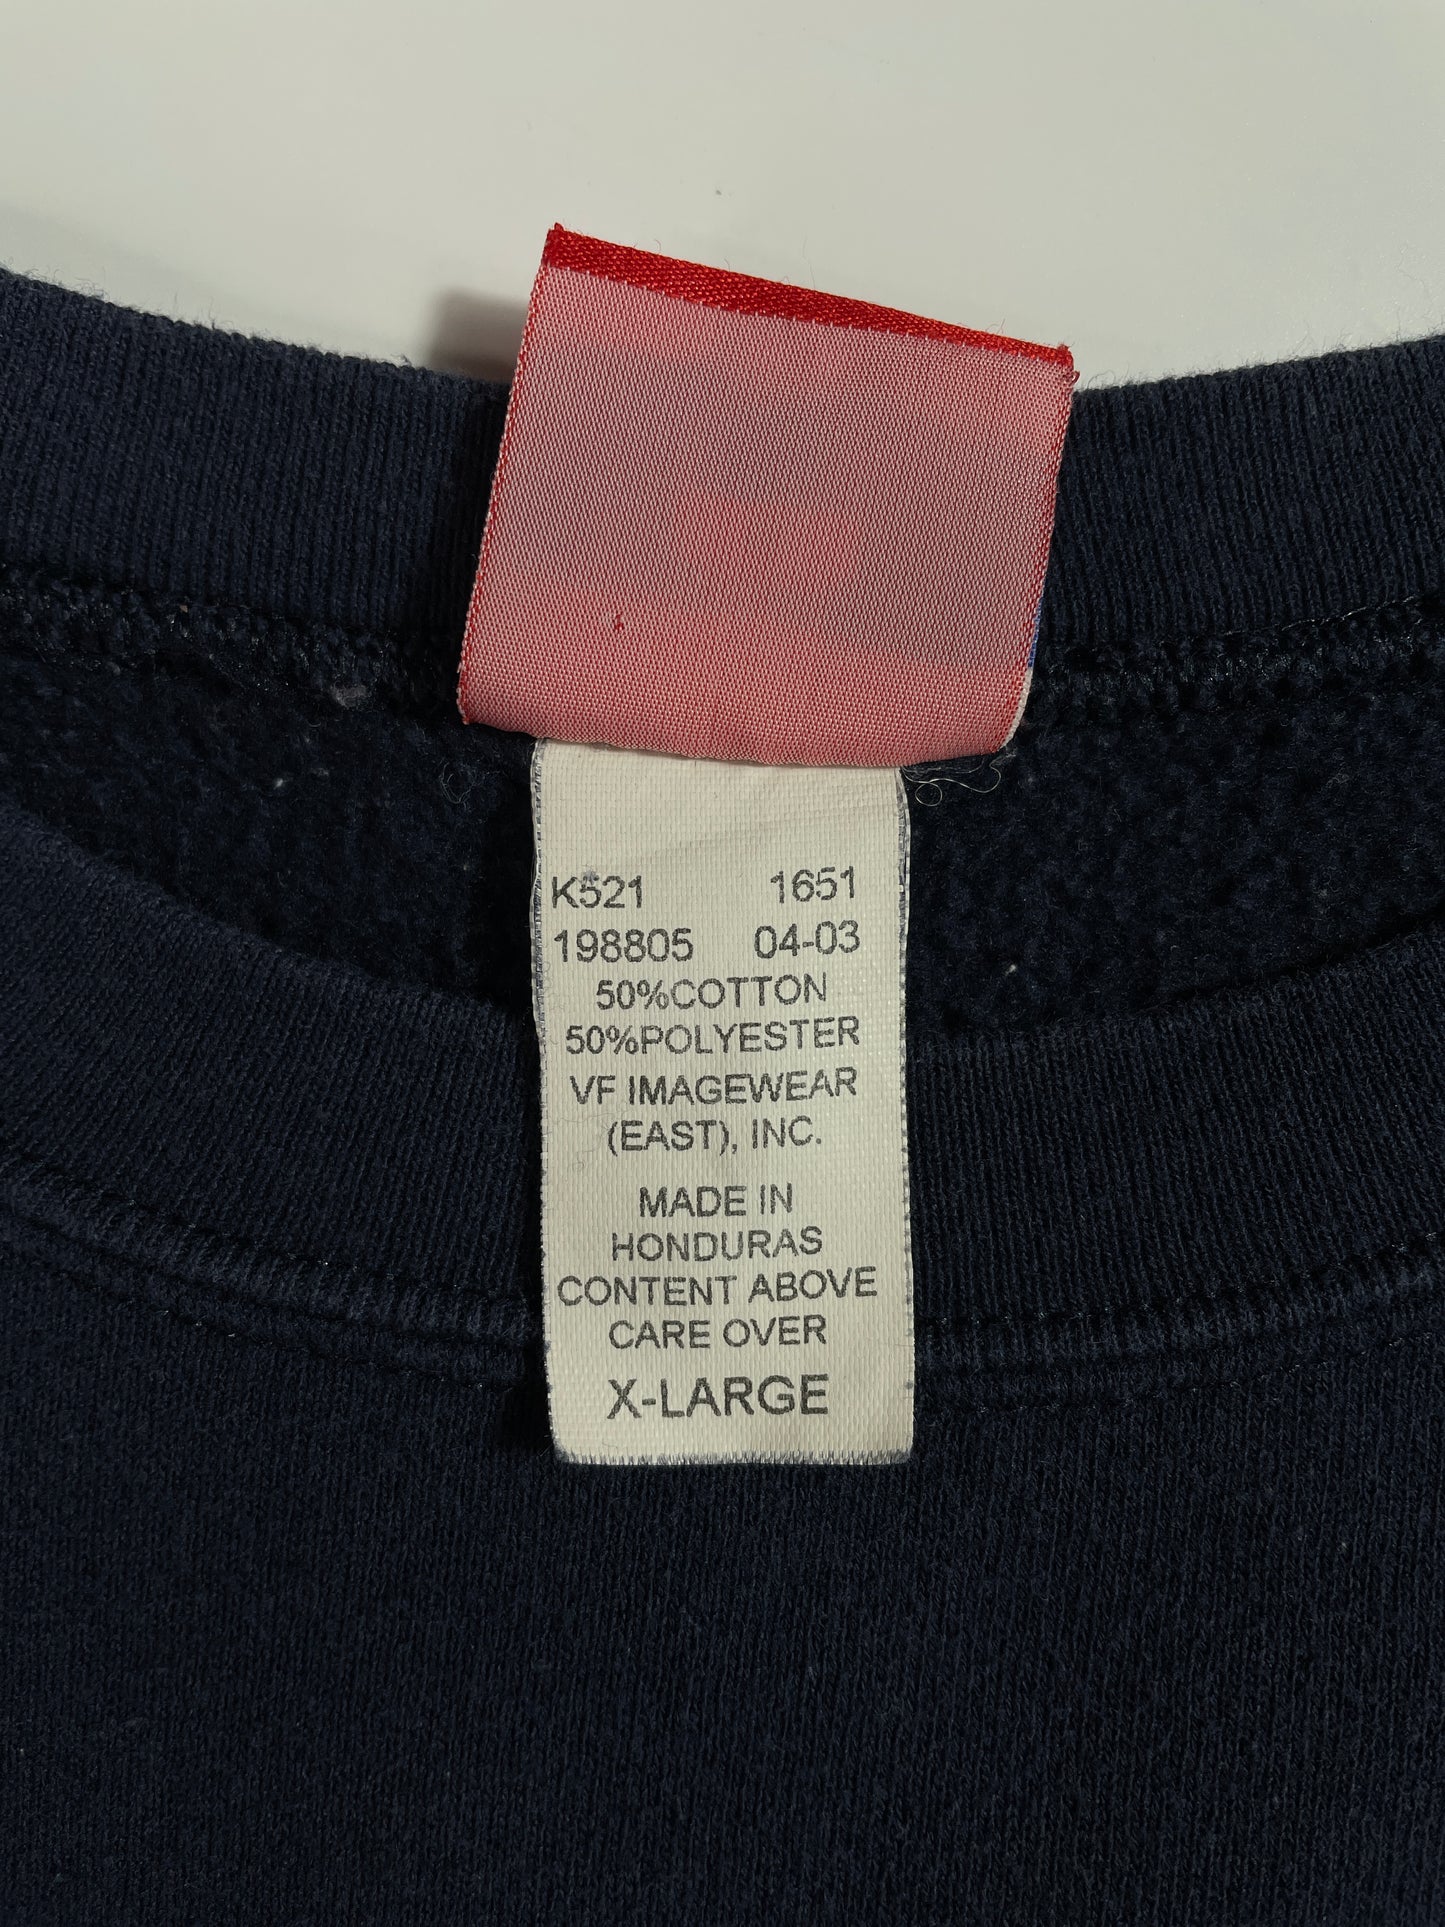 K521 1651
198805 04-03
50%COTTON
50%POLYESTER
VF IMAGEWEAR
(EAST), INC.
MADE IN
HONDURAS
CONTENT ABOVE
CARE OVER
X-LARGE